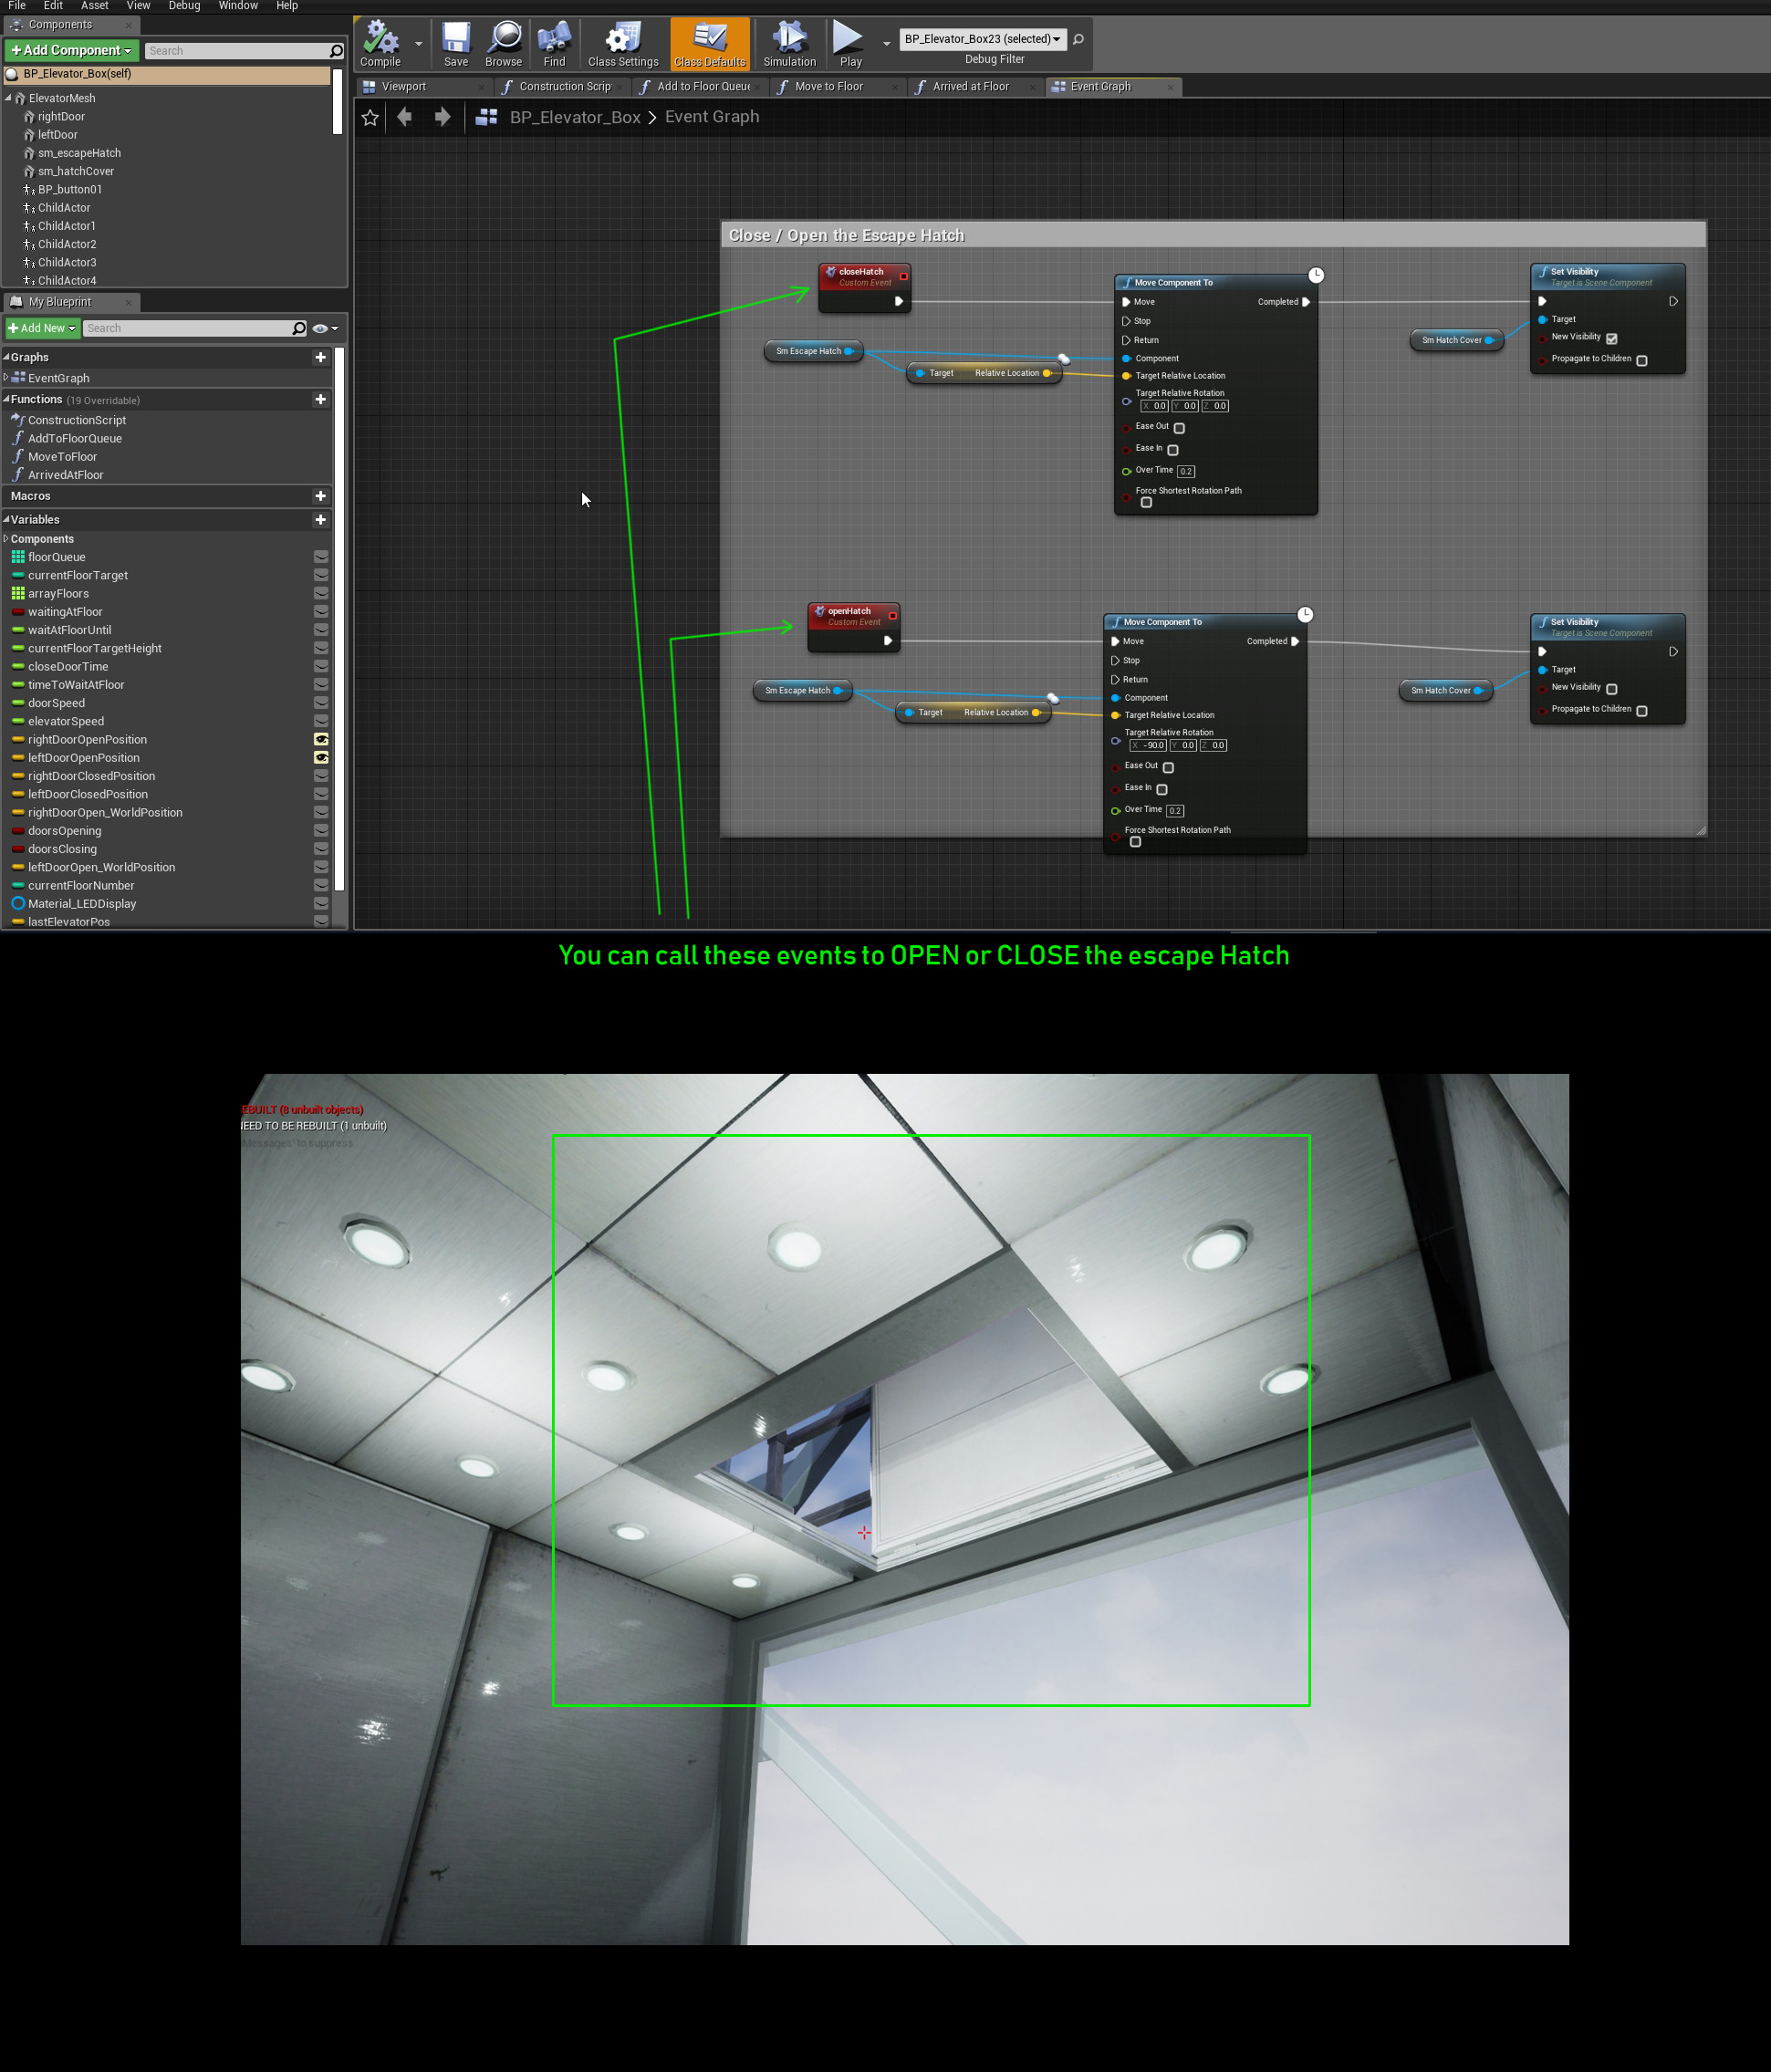 File Edit Asset View Debug Window Help
Components
+Add Component
Search
BP_Elevator_Box(self)
ElevatorMesh
rightDoor
leftDoor
sm_escapeHatch
sm_hatchCover
BP_button01
ChildActor
ChildActor1
ChildActor2
ChildActor3
ChildActor4
My Blueprint
+Add New
Search
Graphs
EventGraph
Functions (19 Overridable)
ConstructionScript
AddToFloorQueue
MoveToFloor
ArrivedAtFloor
Macros
Variables
Components
floorQueue
currentFloorTarget
arrayFloors
waitingAtFloor
waitAtFloorUntil
currentFloorTargetHeight
closeDoorTime
timeToWaitAtFloor
doorSpeed
elevatorSpeed
rightDoorOpenPosition
leftDoorOpenPosition
rightDoorClosedPosition
leftDoorClosedPosition
rightDoorOpen_WorldPosition
doorsOpening
doorsClosing
leftDoorOpen_WorldPosition
currentFloorNumber
Material_LEDDisplay
lastElevatorPos
Compile Save Browse Find Class Settings Class Defaults Simulation Play
BP_Elevator_Box23 (selected)
Debug Filter
Viewport Construction Scrip Add to Floor Queue Move to Floor Arrived at Floor Event Graph
BP_Elevator_Box > Event Graph
Close / Open the Escape Hatch
closeHatch
Custom Event
Sm Escape Hatch
Target Relative Location
Move Component To
Move Completed
Stop
Return
Component
Target Relative Location
Target Relative Rotation
X 0.0 Y 0.0 Z 0.0
Ease Out
Ease In
Over Time 0.2
Force Shortest Rotation Path
Sm Hatch Cover
Set Visibility
Target is Scene Component
Target
New Visibility
Propagate to Children
openHatch
Custom Event
Sm Escape Hatch
Target Relative Location
Move Component To
Move Completed
Stop
Return
Component
Target Relative Location
Target Relative Rotation
X -90.0 Y 0.0 Z 0.0
Ease Out
Ease In
Over Time 0.2
Force Shortest Rotation Path
Sm Hatch Cover
Set Visibility
Target is Scene Component
Target
New Visibility
Propagate to Children
You can call these events to OPEN or CLOSE the escape Hatch
EBUILT (8 unbuilt objects)
NEED TO BE REBUILT (1 unbuilt)
Messages' to suppress